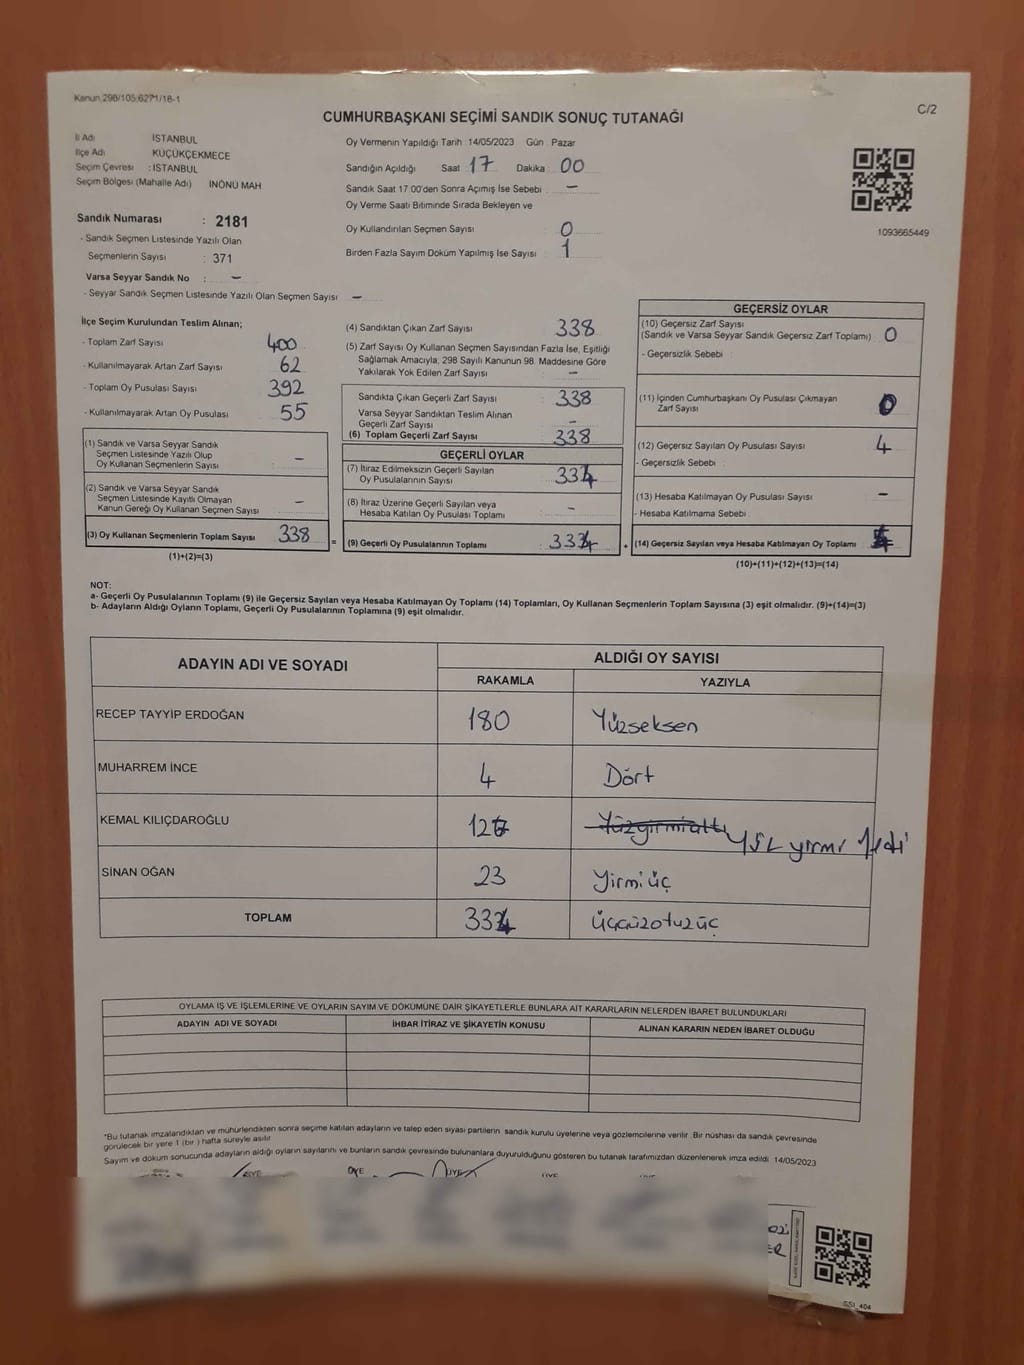 Kanun 298/105;6271/18-1
C/2
CUMHURBAŞKANI SEÇİMİ SANDIK SONUÇ TUTANAĞI
İl Adı İSTANBUL
İlçe Adı KÜÇÜKÇEKMECE
Seçim Çevresi : İSTANBUL
Seçim Bölgesi (Mahalle Adı) İNÖNÜ MAH
Sandık Numarası : 2181
- Sandık Seçmen Listesinde Yazılı Olan
Seçmenlerin Sayısı : 371
Varsa Seyyar Sandık No : –
- Seyyar Sandık Seçmen Listesinde Yazılı Olan Seçmen Sayısı –
Oy Vermenin Yapıldığı Tarih : 14/05/2023 Gün : Pazar
Sandığın Açıldığı Saat 17 Dakika : 00
Sandık Saat 17.00'den Sonra Açımış İse Sebebi : –
Oy Verme Saati Bitiminde Sırada Bekleyen ve
Oy Kullandırılan Seçmen Sayısı : 0
Birden Fazla Sayım Döküm Yapılmış İse Sayısı : 1
1093665449
İlçe Seçim Kurulundan Teslim Alınan;
- Toplam Zarf Sayısı : 400
- Kullanılmayarak Artan Zarf Sayısı : 62
- Toplam Oy Pusulası Sayısı : 392
- Kullanılmayarak Artan Oy Pusulası : 55
(1) Sandık ve Varsa Seyyar Sandık
Seçmen Listesinde Yazılı Olup
Oy Kullanan Seçmenlerin Sayısı : –
(2) Sandık ve Varsa Seyyar Sandık
Seçmen Listesinde Kayıtlı Olmayan
Kanun Gereği Oy Kullanan Seçmen Sayısı : –
(3) Oy Kullanan Seçmenlerin Toplam Sayısı : 338
(1)+(2)=(3)
=
(4) Sandıktan Çıkan Zarf Sayısı : 338
(5) Zarf Sayısı Oy Kullanan Seçmen Sayısından Fazla İse, Eşitliği
Sağlamak Amacıyla, 298 Sayılı Kanunun 98. Maddesine Göre
Yakılarak Yok Edilen Zarf Sayısı : –
Sandıkta Çıkan Geçerli Zarf Sayısı : 338
Varsa Seyyar Sandıktan Teslim Alınan
Geçerli Zarf Sayısı : –
(6) Toplam Geçerli Zarf Sayısı : 338
GEÇERLİ OYLAR
(7) İtiraz Edilmeksizin Geçerli Sayılan
Oy Pusulalarının Sayısı : 334
(8) İtiraz Üzerine Geçerli Sayılan veya
Hesaba Katılan Oy Pusulası Toplamı : –
(9) Geçerli Oy Pusulalarının Toplamı : 334
+
GEÇERSİZ OYLAR
(10) Geçersiz Zarf Sayısı
(Sandık ve Varsa Seyyar Sandık Geçersiz Zarf Toplamı) : 0
- Geçersizlik Sebebi :
(11) İçinden Cumhurbaşkanı Oy Pusulası Çıkmayan
Zarf Sayısı : 0
(12) Geçersiz Sayılan Oy Pusulası Sayısı : 4
- Geçersizlik Sebebi :
(13) Hesaba Katılmayan Oy Pusulası Sayısı : –
- Hesaba Katılmama Sebebi :
(14) Geçersiz Sayılan veya Hesaba Katılmayan Oy Toplamı : 4
(10)+(11)+(12)+(13)=(14)
NOT:
a- Geçerli Oy Pusulalarının Toplamı (9) ile Geçersiz Sayılan veya Hesaba Katılmayan Oy Toplamı (14) Toplamları, Oy Kullanan Seçmenlerin Toplam Sayısına (3) eşit olmalıdır. (9)+(14)=(3)
b- Adayların Aldığı Oyların Toplamı, Geçerli Oy Pusulalarının Toplamına (9) eşit olmalıdır.
ADAYIN ADI VE SOYADI ALDIĞI OY SAYISI
RAKAMLA YAZIYLA
RECEP TAYYİP ERDOĞAN 180 Yüzseksen
MUHARREM İNCE 4 Dört
KEMAL KILIÇDAROĞLU 127 Yüzyirmialtı yüz yirmi Yedi
SİNAN OĞAN 23 Yirmiüç
TOPLAM 334 Üçyüzotuzüç
OYLAMA İŞ VE İŞLEMLERİNE VE OYLARIN SAYIM VE DÖKÜMÜNE DAİR ŞİKAYETLERLE BUNLARA AİT KARARLARIN NELERDEN İBARET BULUNDUKLARI
ADAYIN ADI VE SOYADI İHBAR İTİRAZ VE ŞİKAYETİN KONUSU ALINAN KARARIN NEDEN İBARET OLDUĞU
*Bu tutanak imzalandıktan ve mühürlendikten sonra seçime katılan adayların ve talep eden siyasi partilerin sandık kurulu üyelerine veya gözlemcilerine verilir. Bir nüshası da sandık çevresinde
görülecek bir yere 1 (bir ) hafta süreyle asılır
Sayım ve döküm sonucunda adayların aldığı oyların sayılarını ve bunların sandık çevresinde bulunanlara duyurulduğunu gösteren bu tutanak tarafımızdan düzenlenerek imza edildi 14/05/2023
ÜYE ÜYE ÜYE ÜYE
SSI_404